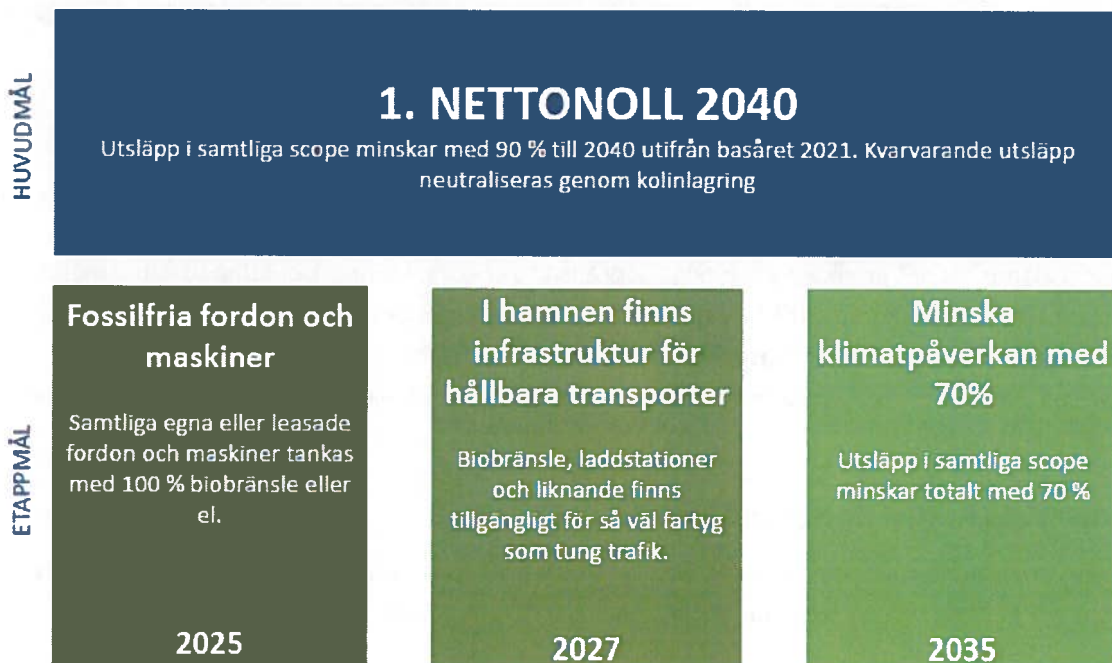 HUVUDMÅL
1. NETTONOLL 2040
Utsläpp i samtliga scope minskar med 90 % till 2040 utifrån basåret 2021. Kvarvarande utsläpp
neutraliseras genom kolinlagring
ETAPPMÅL
Fossilfria fordon och
maskiner
Samtliga egna eller leasade
fordon och maskiner tankas
med 100 % biobränsle eller
el.
2025
I hamnen finns
infrastruktur för
hållbara transporter
Biobränsle, laddstationer
och liknande finns
tillgängligt för så väl fartyg
som tung trafik.
2027
Minska
klimatpåverkan med
70%
Utsläpp i samtliga scope
minskar totalt med 70 %
2035